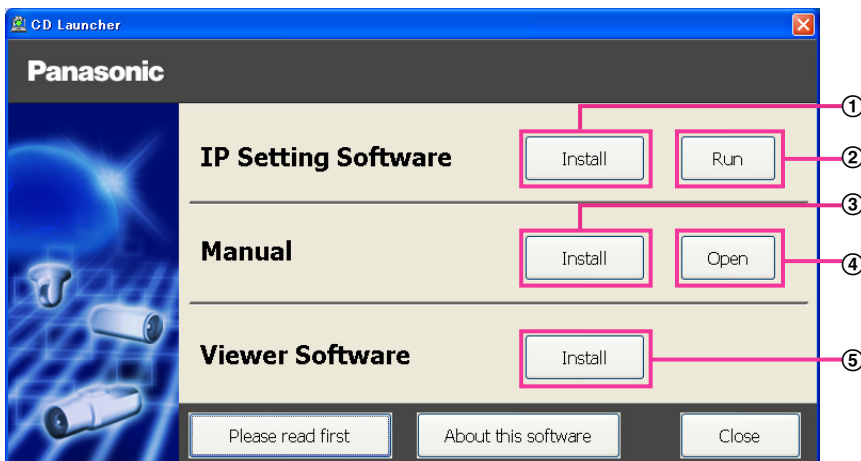 CD Launcher
Panasonic
①
IP Setting Software Install Run ②
③
Manual Install Open ④
Viewer Software Install ⑤
Please read first About this software Close